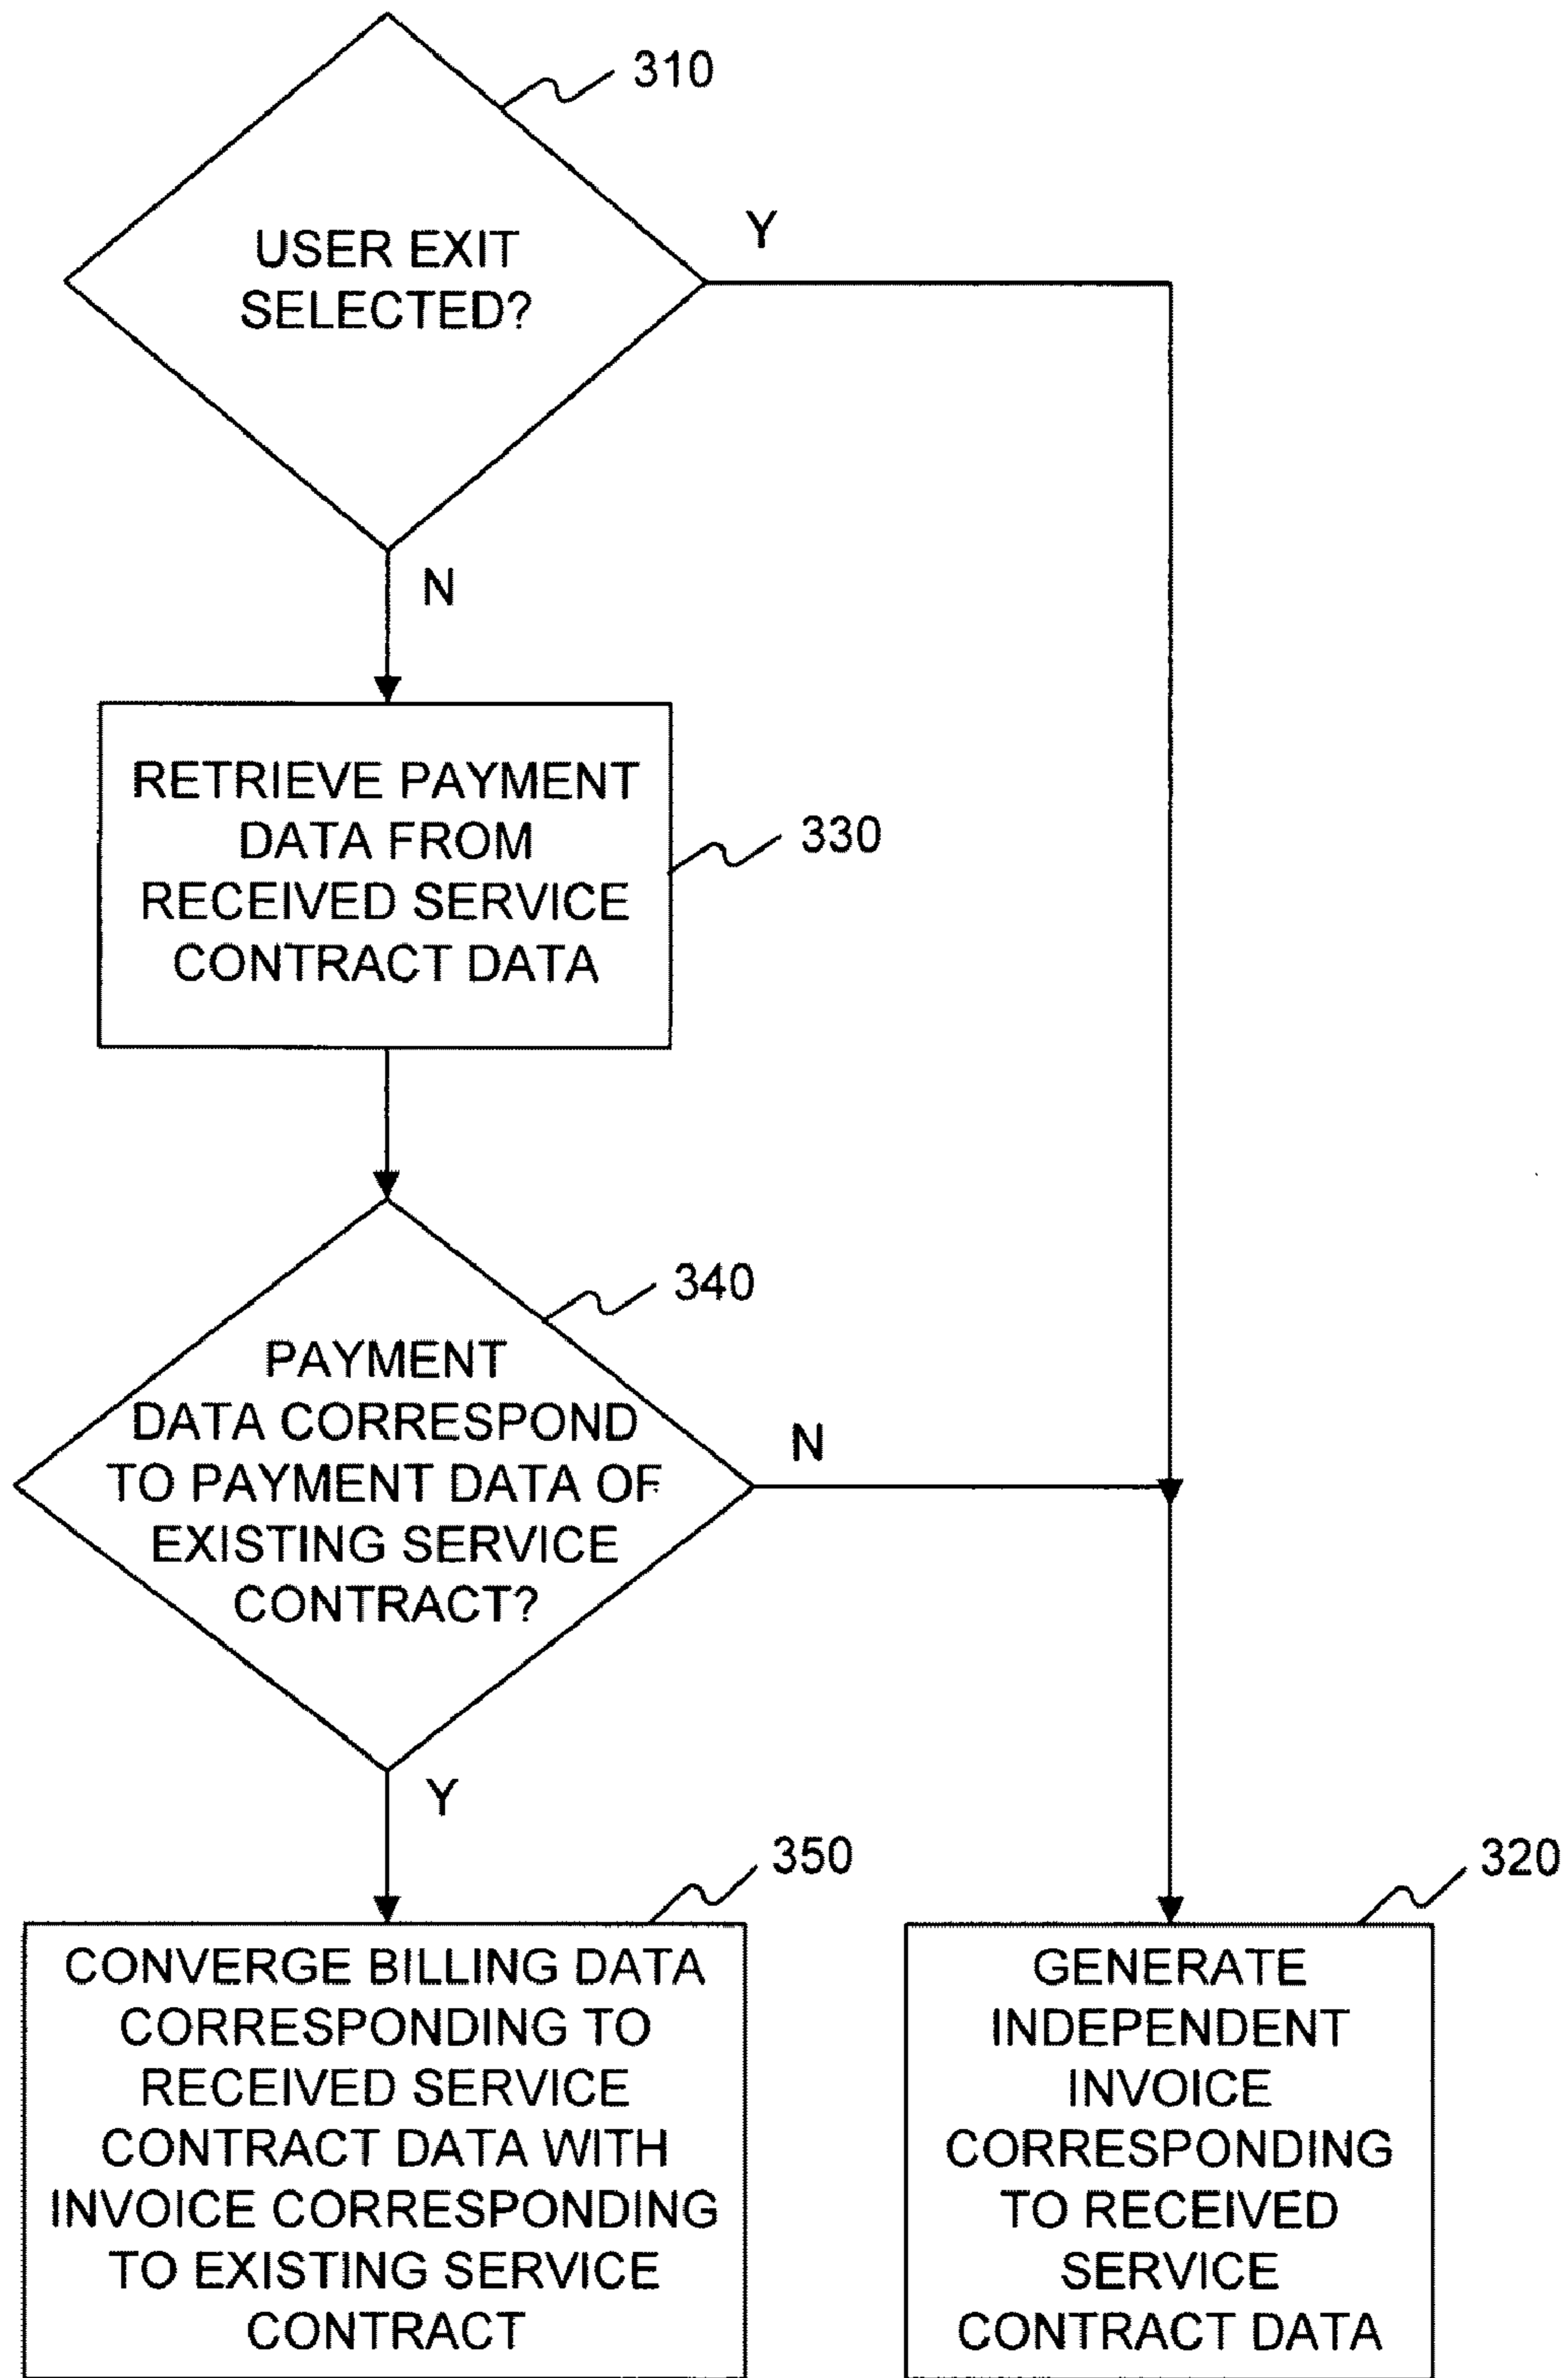 310
USER EXIT
SELECTED?
Y
N
RETRIEVE PAYMENT
DATA FROM
RECEIVED SERVICE
CONTRACT DATA
330
340
PAYMENT
DATA CORRESPOND
TO PAYMENT DATA OF
EXISTING SERVICE
CONTRACT?
N
Y
350
CONVERGE BILLING DATA
CORRESPONDING TO
RECEIVED SERVICE
CONTRACT DATA WITH
INVOICE CORRESPONDING
TO EXISTING SERVICE
CONTRACT
320
GENERATE
INDEPENDENT
INVOICE
CORRESPONDING
TO RECEIVED
SERVICE
CONTRACT DATA